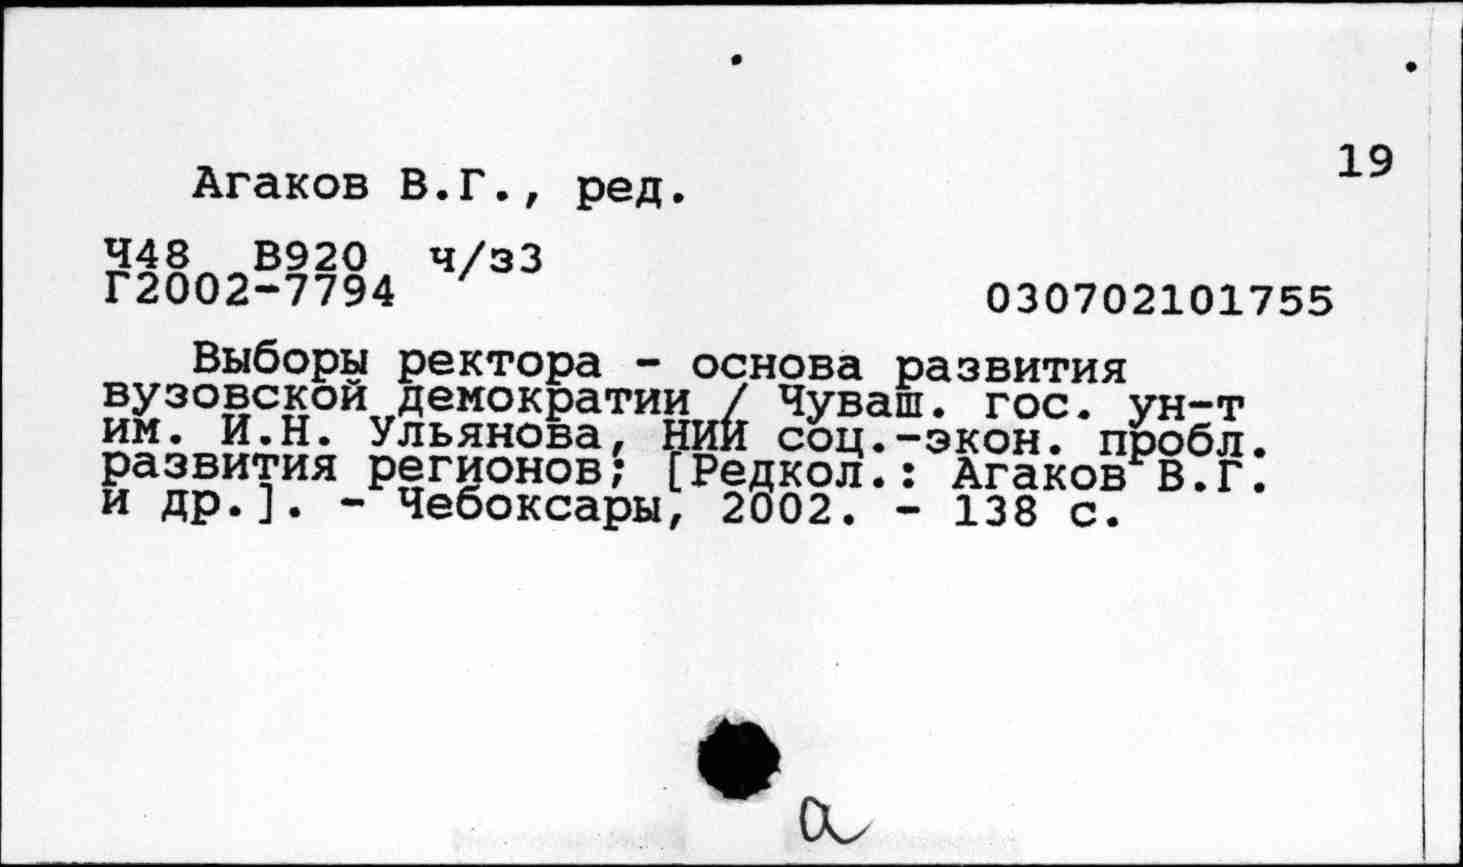 19
Агаков В.Г., ред.
Ч48 В920 ч/з3
Г2002-7794
030702101755
Выборы ректора - основа развития
вузовской демократии / Чуваш. гос. ун-т
им. И.Н. Ульянова, НИИ соц.-экон. пробл.
развития регионов; [Редкол.: Агаков В.Г.
и др.]. - Чебоксары, 2002. - 138 с.
а